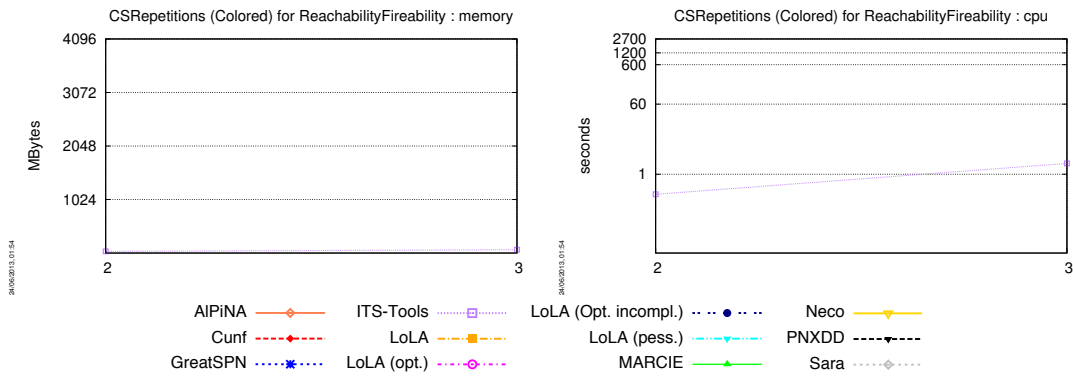 CSRepetitions (Colored) for ReachabilityFireability : memory
4096
3072
2048
1024
MBytes
2
3
24/06/2013, 01:54
CSRepetitions (Colored) for ReachabilityFireability : cpu
2700
1200
600
60
1
seconds
2
3
24/06/2013, 01:54
AlPiNA
Cunf
GreatSPN
ITS-Tools
LoLA
LoLA (opt.)
LoLA (Opt. incompl.)
LoLA (pess.)
MARCIE
Neco
PNXDD
Sara